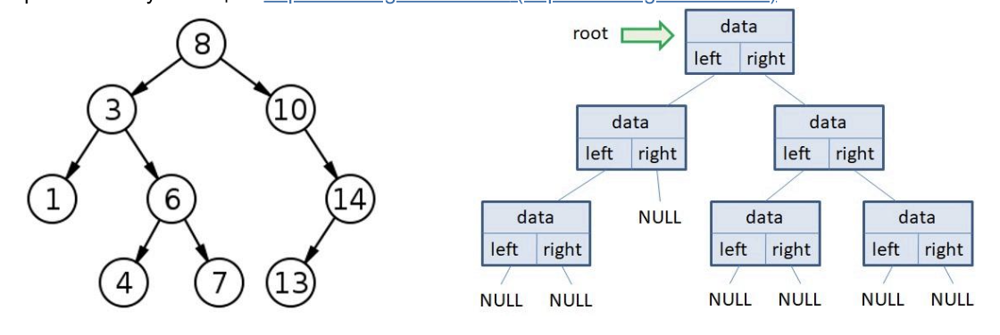 8
3 10
1 6 14
4 7 13
root
data
left right
data
left right
data
left right
data
left right
NULL
data
left right
data
left right
NULL NULL
NULL NULL
NULL NULL